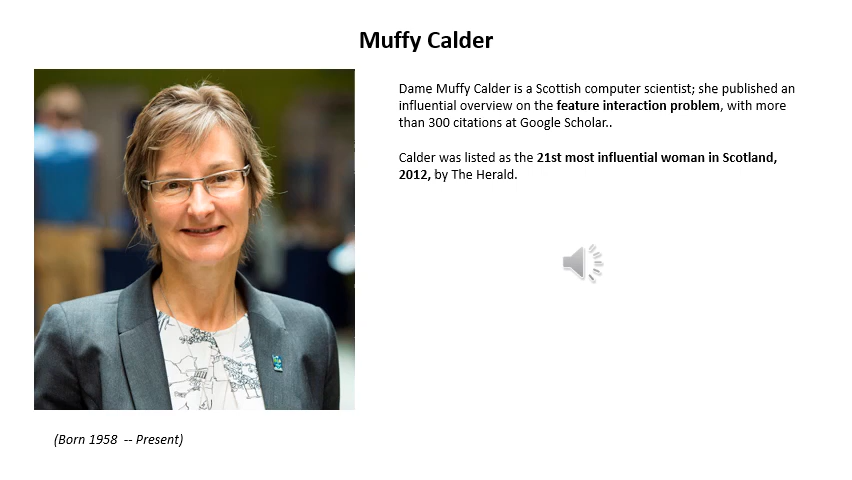 Muffy Calder
Dame Muffy Calder is a Scottish computer scientist; she published an
influential overview on the feature interaction problem, with more
than 300 citations at Google Scholar..
Calder was listed as the 21st most influential woman in Scotland,
2012, by The Herald.
(Born 1958  -- Present)